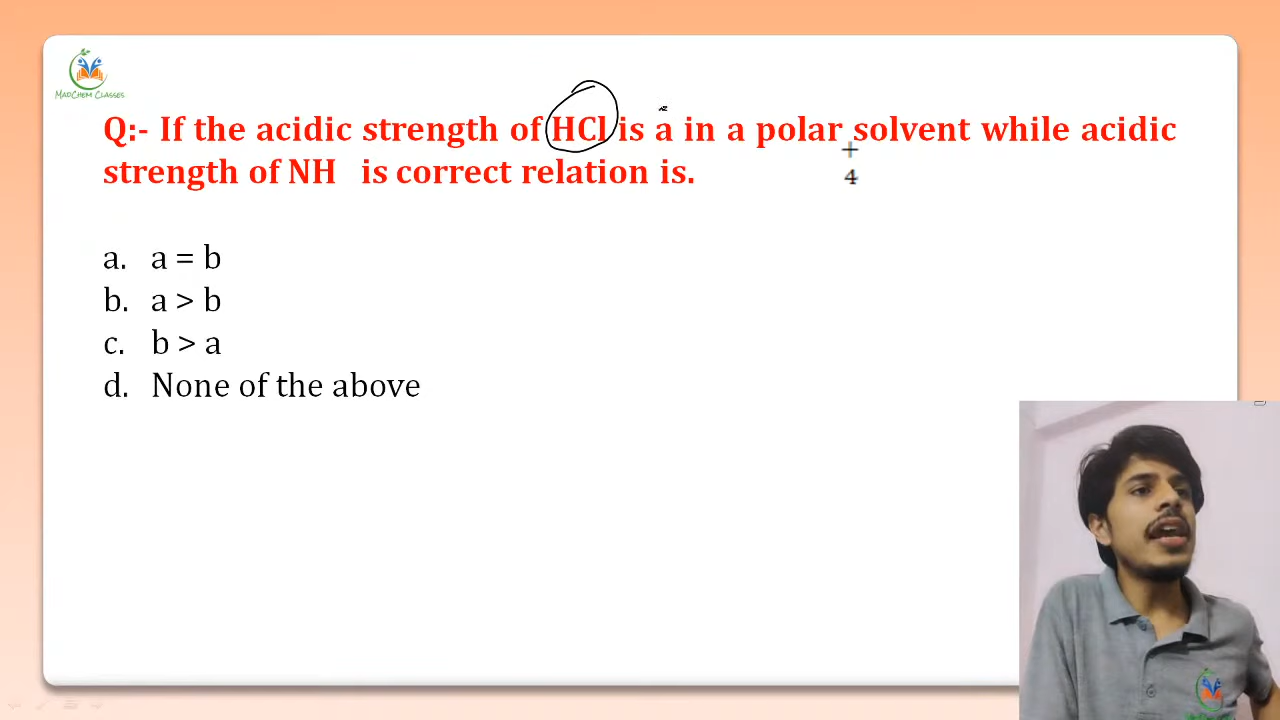 MADCHEM CLASSES
Q:- If the acidic strength of HCl is a in a polar solvent while acidic
strength of NH is correct relation is.
+
4
a. a = b
b. a > b
c. b > a
d. None of the above